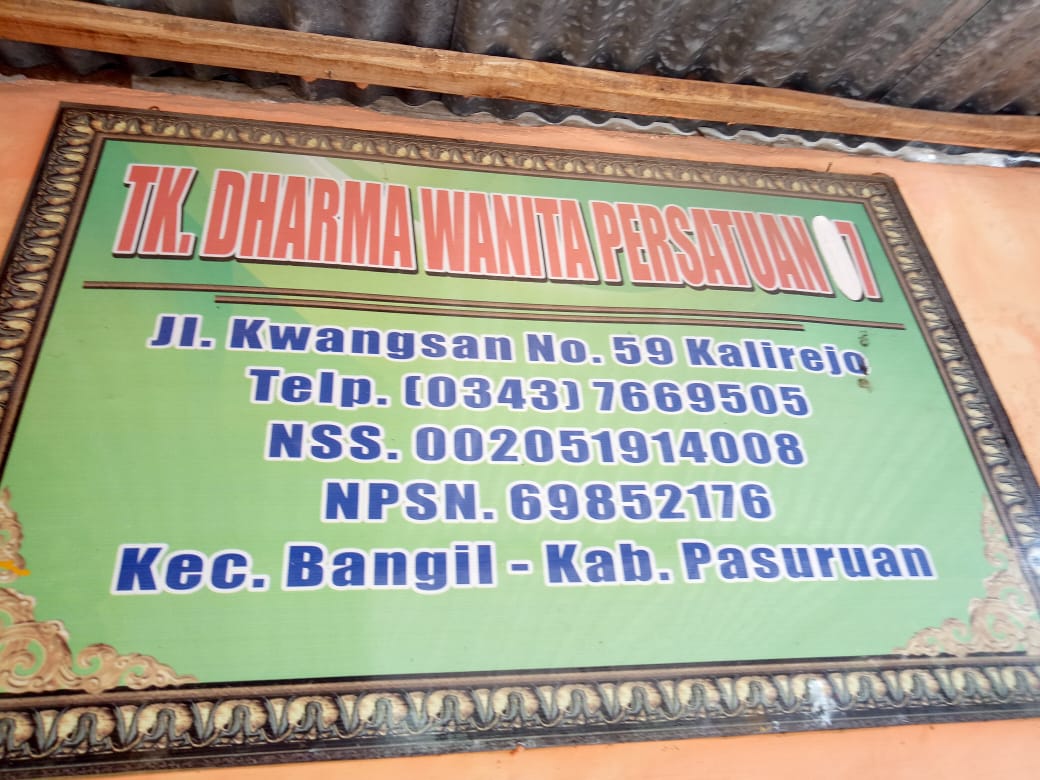 TK. DHARMA WANITA PERSATUAN 7
Jl. Kwangsan No. 59 Kalirejo
Telp. (0343) 7669505
NSS. 002051914008
NPSN. 69852176
Kec. Bangil - Kab. Pasuruan